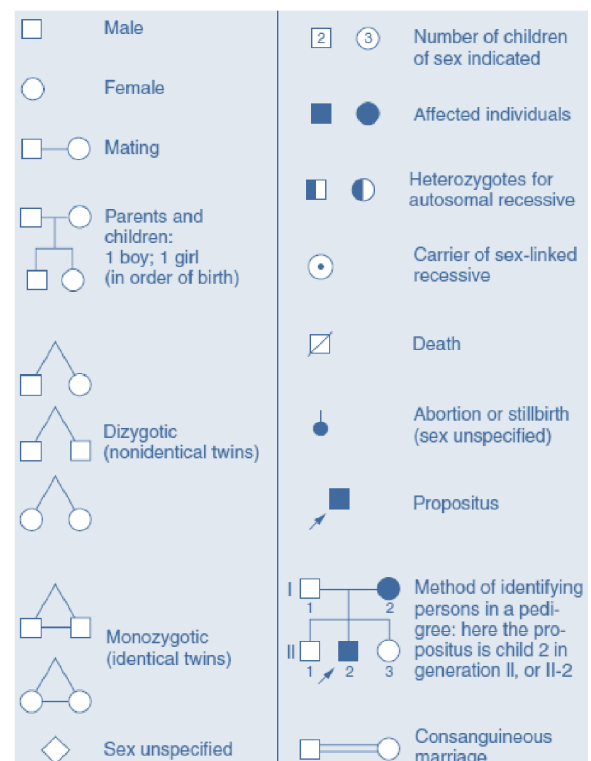 Male
Female
Mating
Parents and
children:
1 boy; 1 girl
(in order of birth)
Dizygotic
(nonidentical twins)
Monozygotic
(identical twins)
Sex unspecified
2 3
Number of children
of sex indicated
Affected individuals
Heterozygotes for
autosomal recessive
Carrier of sex-linked
recessive
Death
Abortion or stillbirth
(sex unspecified)
Propositus
I
1 2
II
1 2 3
Method of identifying
persons in a pedi-
gree: here the pro-
positus is child 2 in
generation II, or II-2
Consanguineous
marriage